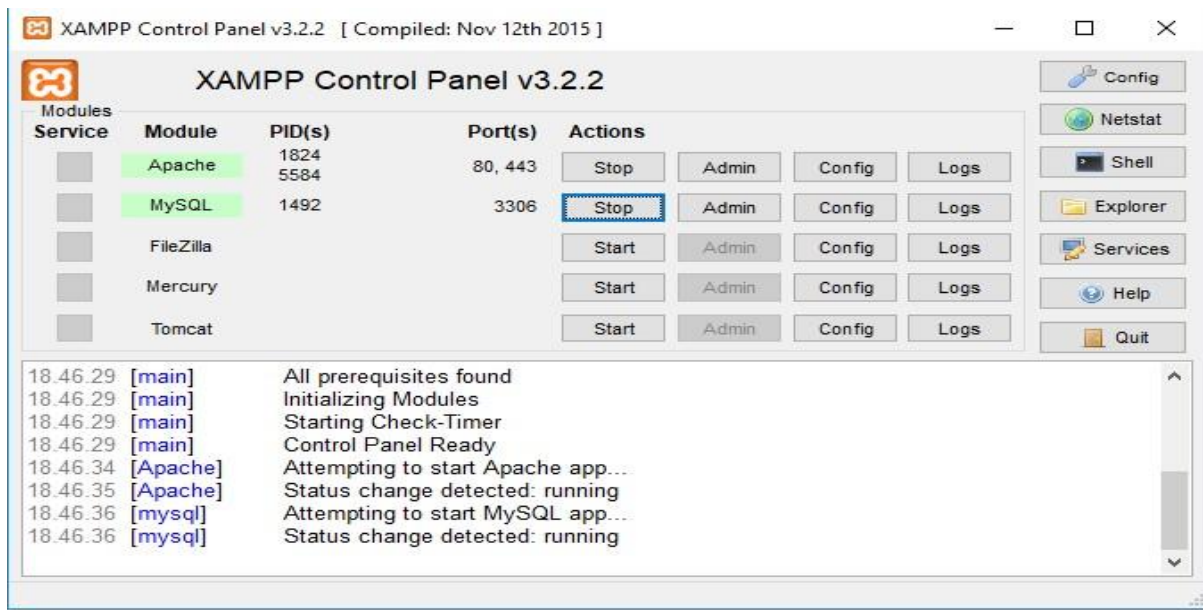 XAMPP Control Panel v3.2.2 [ Compiled: Nov 12th 2015 ]
XAMPP Control Panel v3.2.2
Config
Modules
Netstat
Service Module PID(s) Port(s) Actions
Apache 1824 5584 80, 443 Stop Admin Config Logs
Shell
MySQL 1492 3306 Stop Admin Config Logs
Explorer
FileZilla Start Admin Config Logs
Services
Mercury Start Admin Config Logs
Help
Tomcat Start Admin Config Logs
Quit
18.46.29 [main] All prerequisites found
18.46.29 [main] Initializing Modules
18.46.29 [main] Starting Check-Timer
18.46.29 [main] Control Panel Ready
18.46.34 [Apache] Attempting to start Apache app...
18.46.35 [Apache] Status change detected: running
18.46.36 [mysql] Attempting to start MySQL app...
18.46.36 [mysql] Status change detected: running